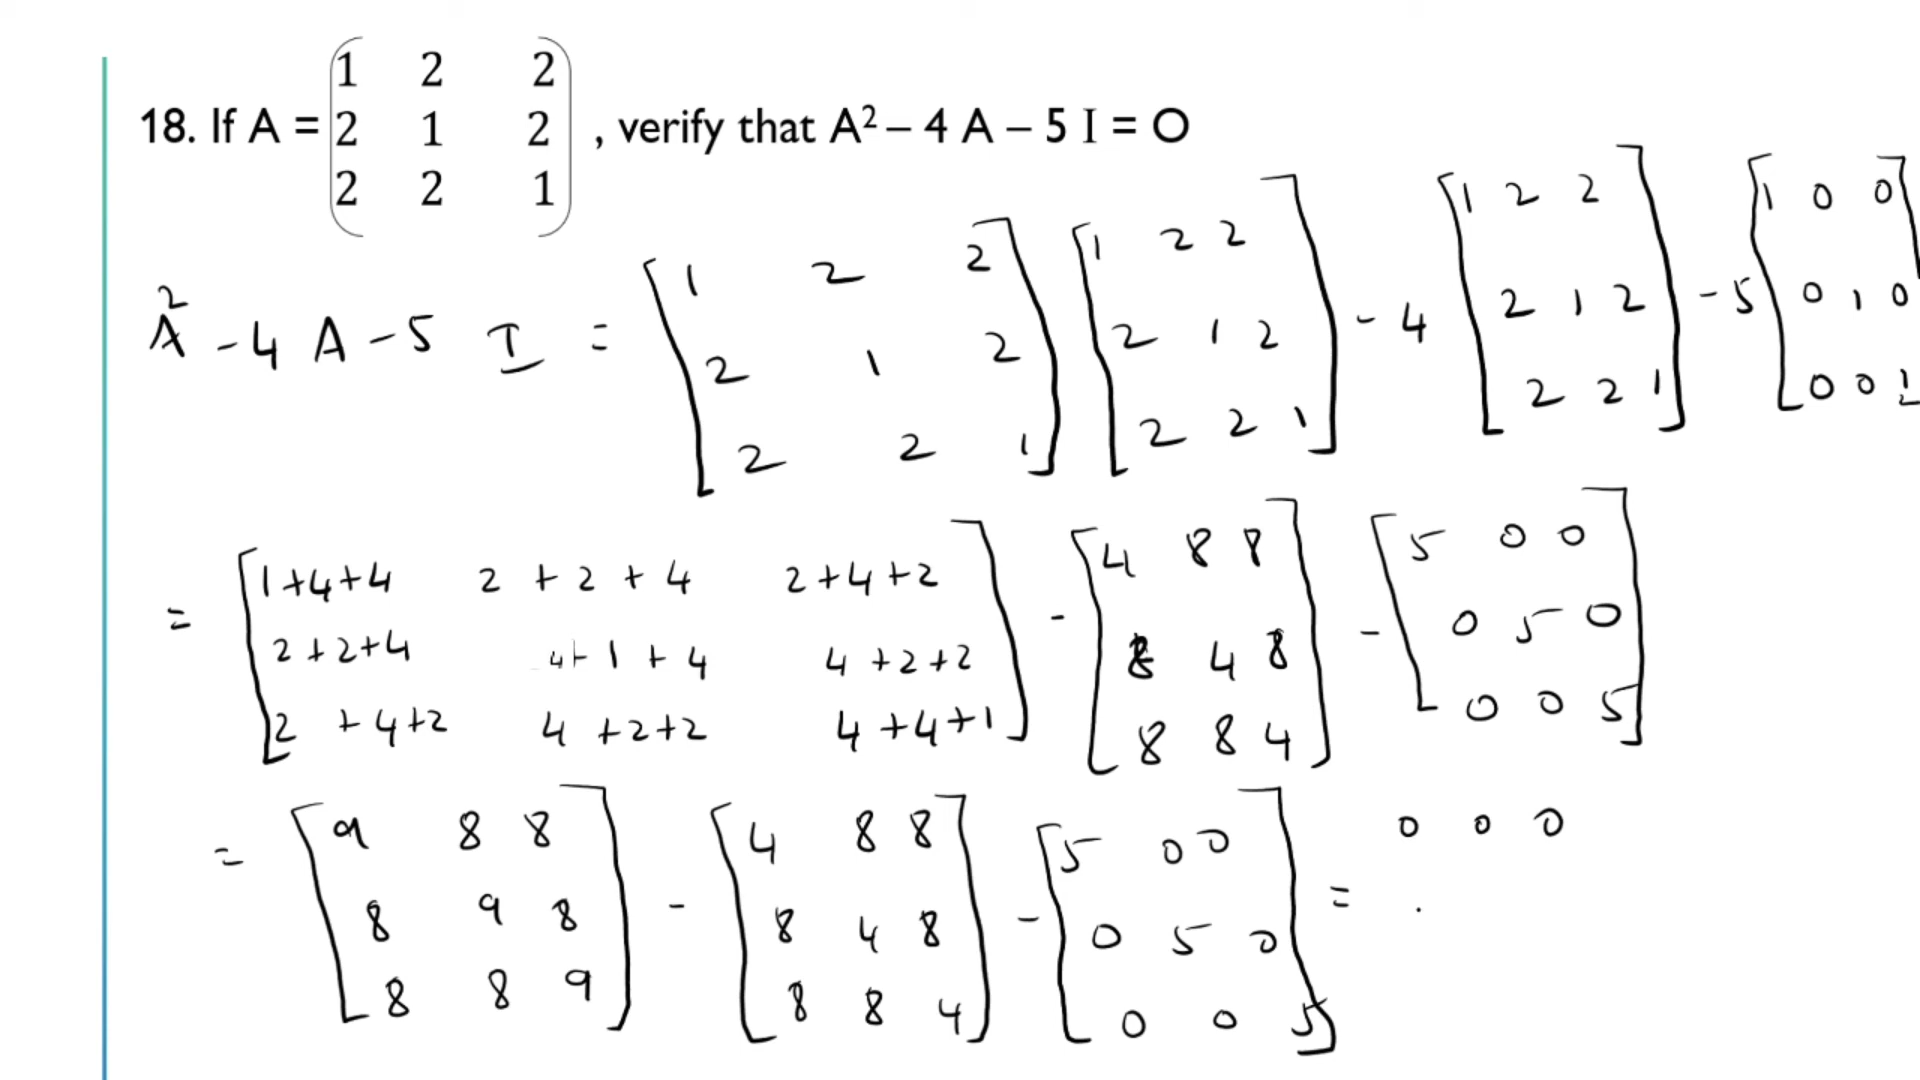 1 2 2
18. If A = 2 1 2 , verify that A² – 4 A – 5 I = O
2 2 1
A² - 4 A - 5 I = [1 2 2 2 1 2 2 2 1] [1 2 2 2 1 2 2 2 1] - 4 [1 2 2 2 1 2 2 2 1] - 5 [1 0 0 0 1 0 0 0 1]
= [1+4+4 2+2+4 2+4+2 2+2+4 4+1+4 4+2+2 2+4+2 4+2+2 4+4+1] - [4 8 8 8 4 8 8 8 4] - [5 0 0 0 5 0 0 0 5]
= [9 8 8 8 9 8 8 8 9] - [4 8 8 8 4 8 8 8 4] - [5 0 0 0 5 0 0 0 5] = 0 0 0